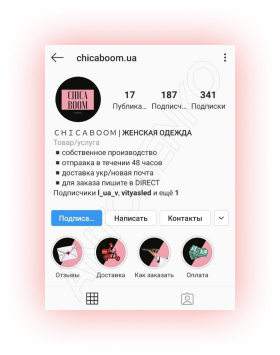 chicaboom.ua
CHICA
BOOM
17 187 341
Публика... Подписч... Подписки
C H I C A B O O M | ЖЕНСКАЯ ОДЕЖДА
Товар/услуга
▪собственное производство
▪отправка в течении 48 часов
▪доставка укр/новая почта
▪для заказа пишите в DIRECT
Подписчики l_ua_v, vityasled и ещё 1
Подписа... Написать Контакты
Отзывы Доставка Как заказать Оплата